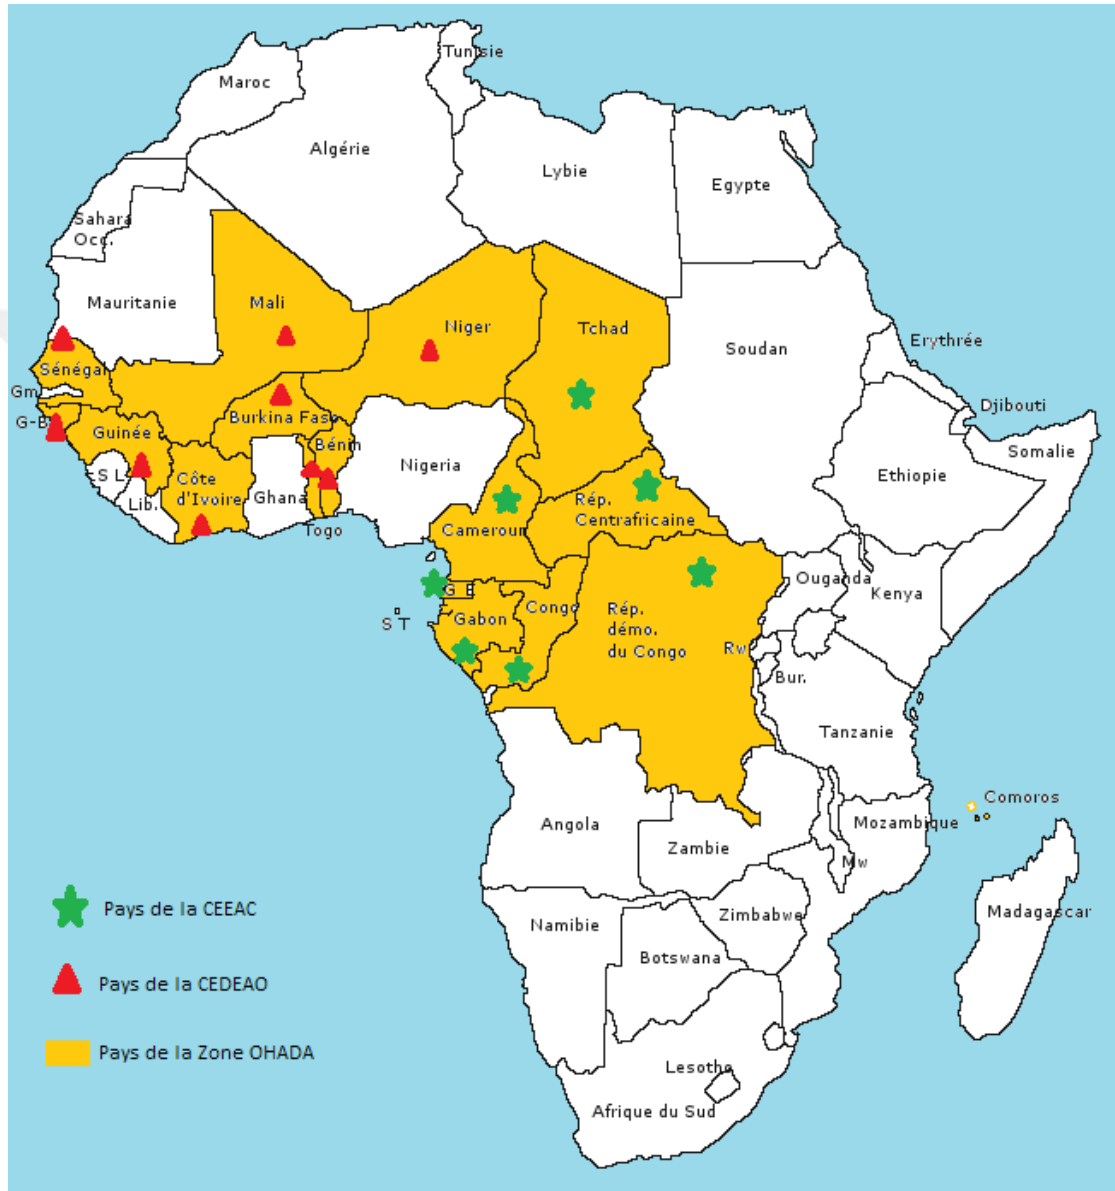 Tunisie
Maroc
Algérie
Lybie
Egypte
Sahara
Occ.
Mauritanie
Mali
Niger
Tchad
Soudan
Erythrée
Sénégal
Gm
Djibouti
G-B
Guinée
Burkina Faso
Bénin
Nigeria
Somalie
Ethiopie
S L
Côte
d'Ivoire
Ghana
Lib.
Togo
Rép.
Centrafricaine
Cameroun
Ouganda
Kenya
G E
Gabon
Congo
S T
Rép.
démo.
du Congo
Rw
Bur.
Tanzanie
Comoros
Angola
Zambie
Mozambique
Mw
Madagascar
Namibie
Zimbabwe
Botswana
Lesotho
Afrique du Sud
Pays de la CEEAC
Pays de la CEDEAO
Pays de la Zone OHADA